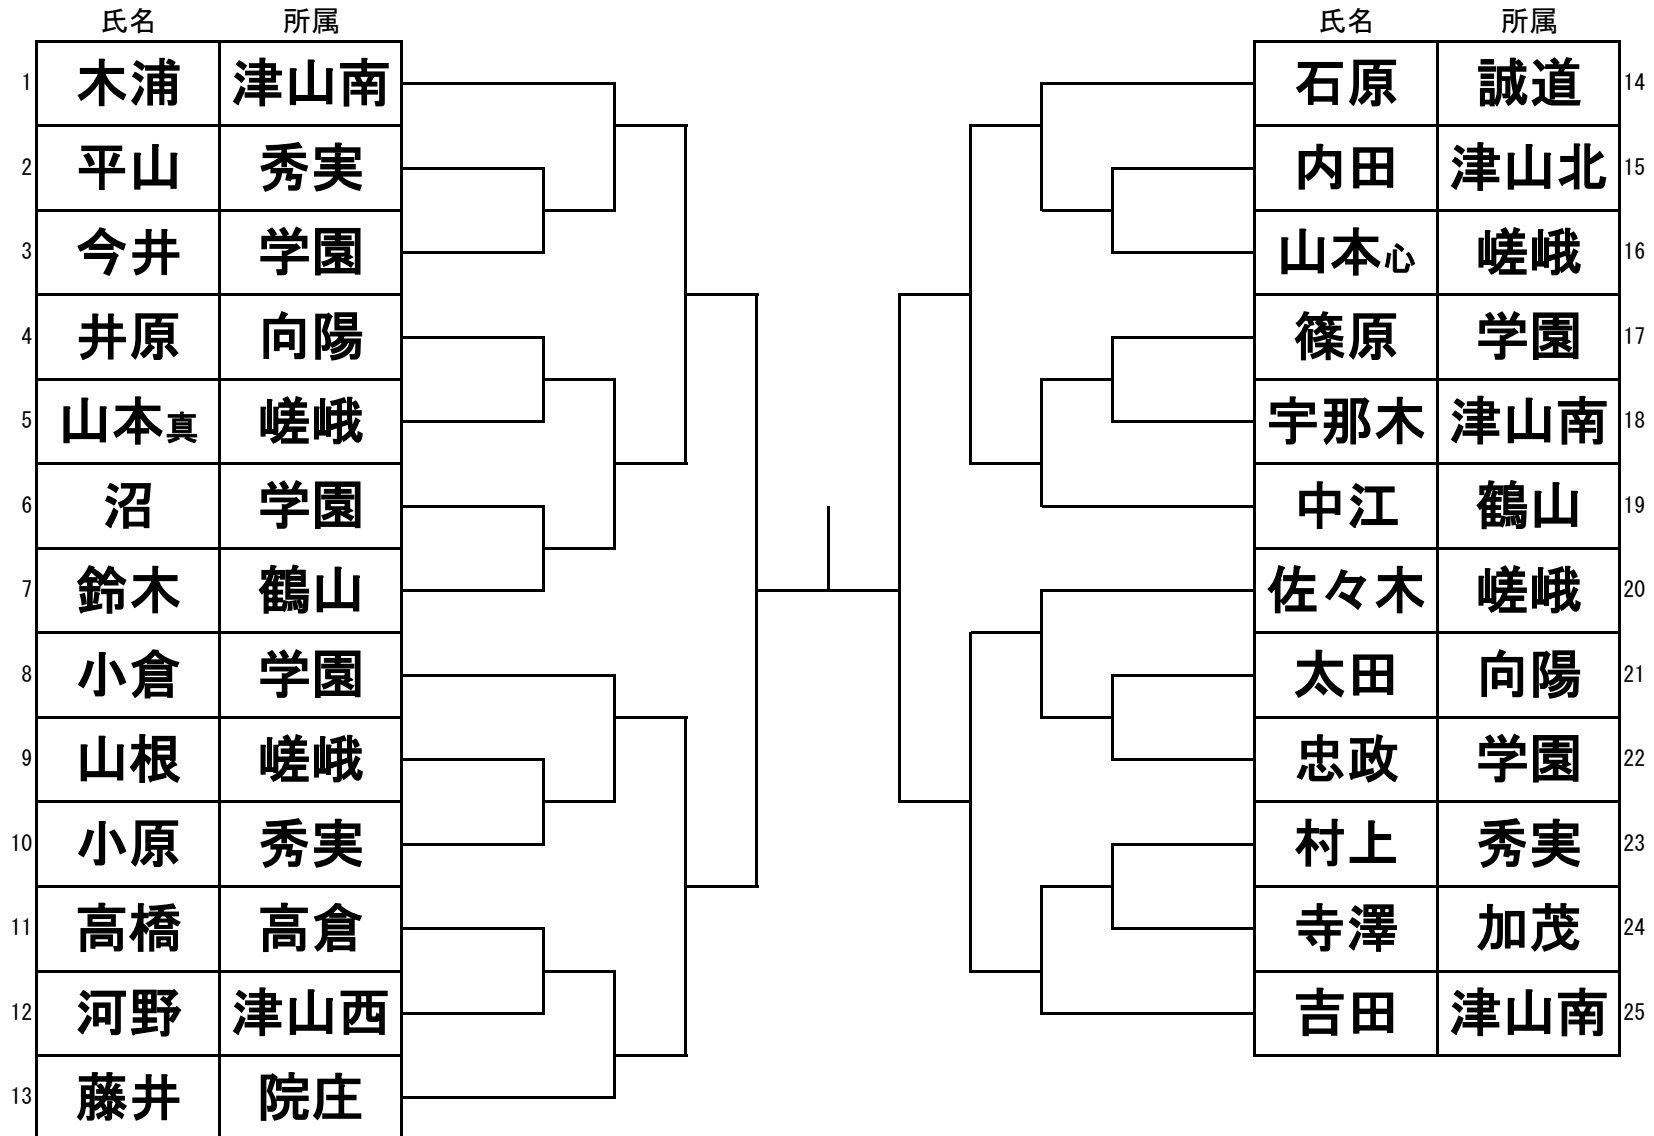 氏名 所属
1 木浦 津山南
2 平山 秀実
3 今井 学園
4 井原 向陽
5 山本真 嵯峨
6 沼 学園
7 鈴木 鶴山
8 小倉 学園
9 山根 嵯峨
10 小原 秀実
11 高橋 高倉
12 河野 津山西
13 藤井 院庄
氏名 所属
石原 誠道 14
内田 津山北 15
山本心 嵯峨 16
篠原 学園 17
宇那木 津山南 18
中江 鶴山 19
佐々木 嵯峨 20
太田 向陽 21
忠政 学園 22
村上 秀実 23
寺澤 加茂 24
吉田 津山南 25